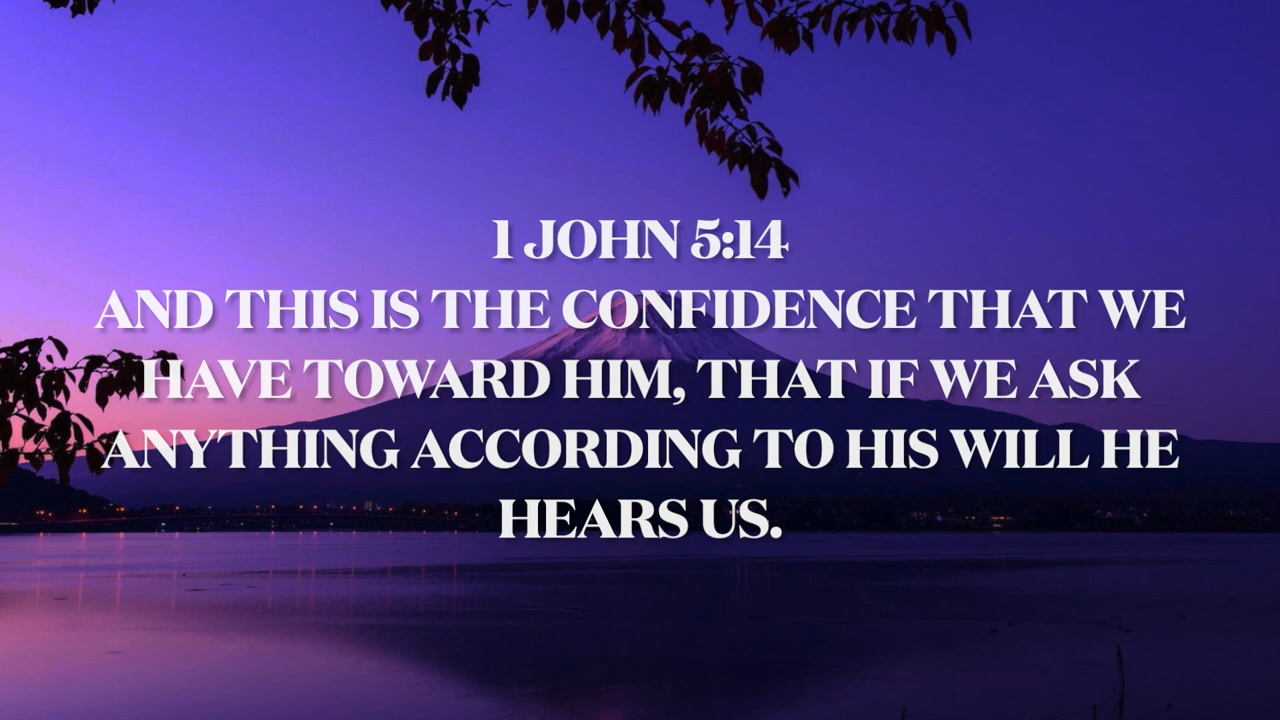 1 JOHN 5:14
AND THIS IS THE CONFIDENCE THAT WE
HAVE TOWARD HIM, THAT IF WE ASK
ANYTHING ACCORDING TO HIS WILL HE
HEARS US.